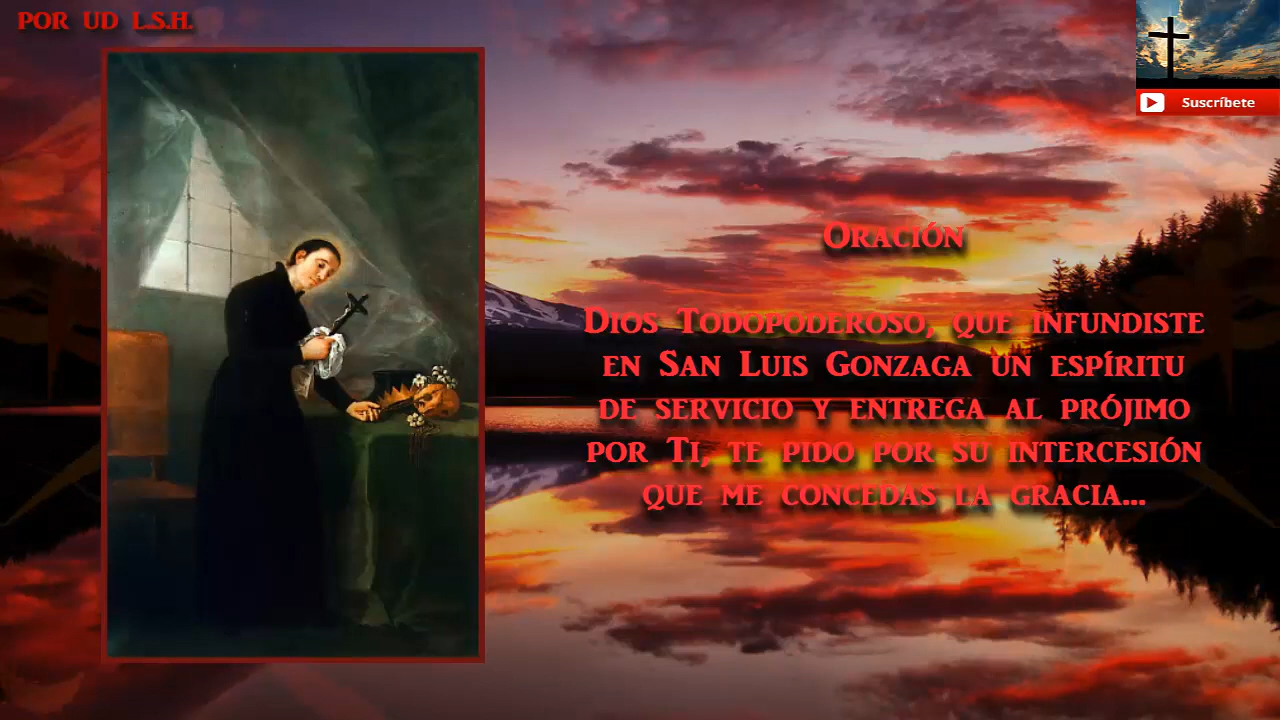 POR UD L.S.H.
Suscríbete
Oración
Dios Todopoderoso, que infundiste
en San Luis Gonzaga un espíritu
de servicio y entrega al prójimo
por Ti, te pido por su intercesión
que me concedas la gracia...